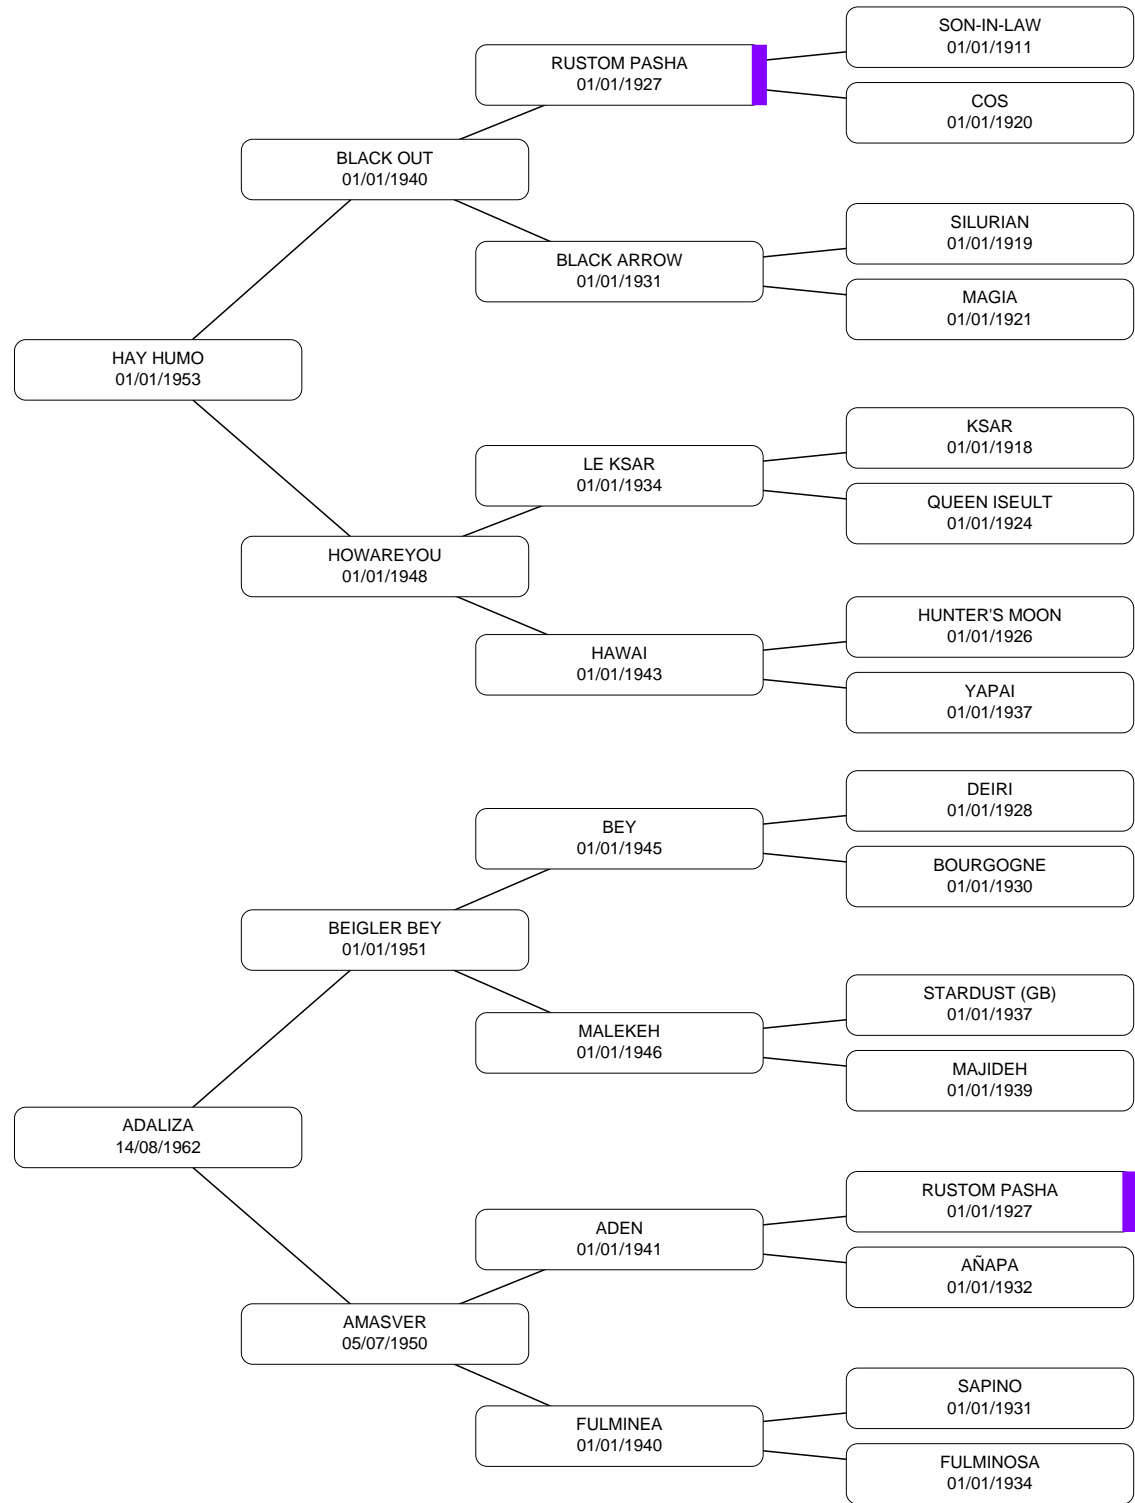 SON-IN-LAW
01/01/1911
RUSTOM PASHA
01/01/1927
COS
01/01/1920
BLACK OUT
01/01/1940
SILURIAN
01/01/1919
BLACK ARROW
01/01/1931
MAGIA
01/01/1921
HAY HUMO
01/01/1953
KSAR
01/01/1918
LE KSAR
01/01/1934
QUEEN ISEULT
01/01/1924
HOWAREYOU
01/01/1948
HUNTER'S MOON
01/01/1926
HAWAI
01/01/1943
YAPAI
01/01/1937
DEIRI
01/01/1928
BEY
01/01/1945
BOURGOGNE
01/01/1930
BEIGLER BEY
01/01/1951
STARDUST (GB)
01/01/1937
MALEKEH
01/01/1946
MAJIDEH
01/01/1939
ADALIZA
14/08/1962
RUSTOM PASHA
01/01/1927
ADEN
01/01/1941
AÑAPA
01/01/1932
AMASVER
05/07/1950
SAPINO
01/01/1931
FULMINEA
01/01/1940
FULMINOSA
01/01/1934